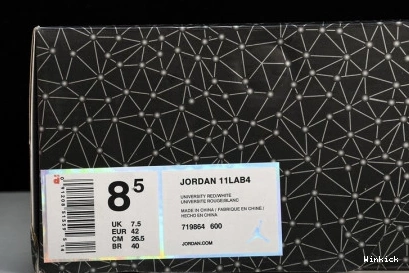 8⁵
UK 7.5
EUR 42
CM 26.5
BR 40
JORDAN 11LAB4
UNIVERSITY RED/WHITE
UNIVERSITE ROUGE/BLANC
MADE IN CHINA / FABRIQUE EN CHINE /
HECHO EN CHINA
719864 600
JORDAN.COM
Winkick